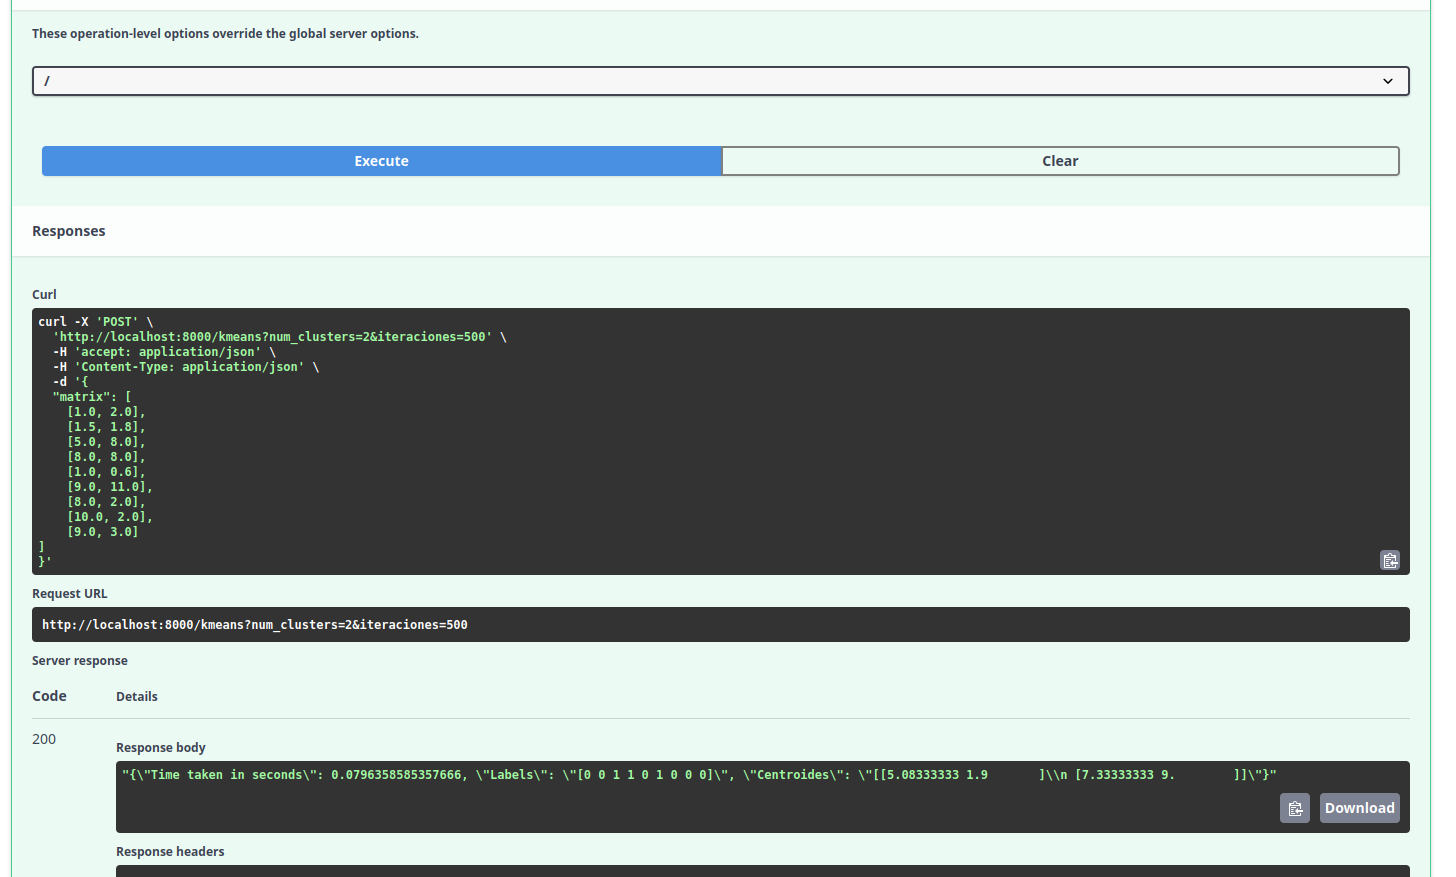 These operation-level options override the global server options.
/
Execute
Clear
Responses
Curl
curl -X 'POST' \
  'http://localhost:8000/kmeans?num_clusters=2&iteraciones=500' \
  -H 'accept: application/json' \
  -H 'Content-Type: application/json' \
  -d '{
  "matrix": [
    [1.0, 2.0],
    [1.5, 1.8],
    [5.0, 8.0],
    [8.0, 8.0],
    [1.0, 0.6],
    [9.0, 11.0],
    [8.0, 2.0],
    [10.0, 2.0],
    [9.0, 3.0]
]
}'
Request URL
http://localhost:8000/kmeans?num_clusters=2&iteraciones=500
Server response
Code
Details
200
Response body
"{\"Time taken in seconds\": 0.0796358585357666, \"Labels\": \"[0 0 1 1 0 1 0 0 0]\", \"Centroides\": \"[[5.08333333 1.9       ]\\n [7.33333333 9.        ]]\"}"
Download
Response headers